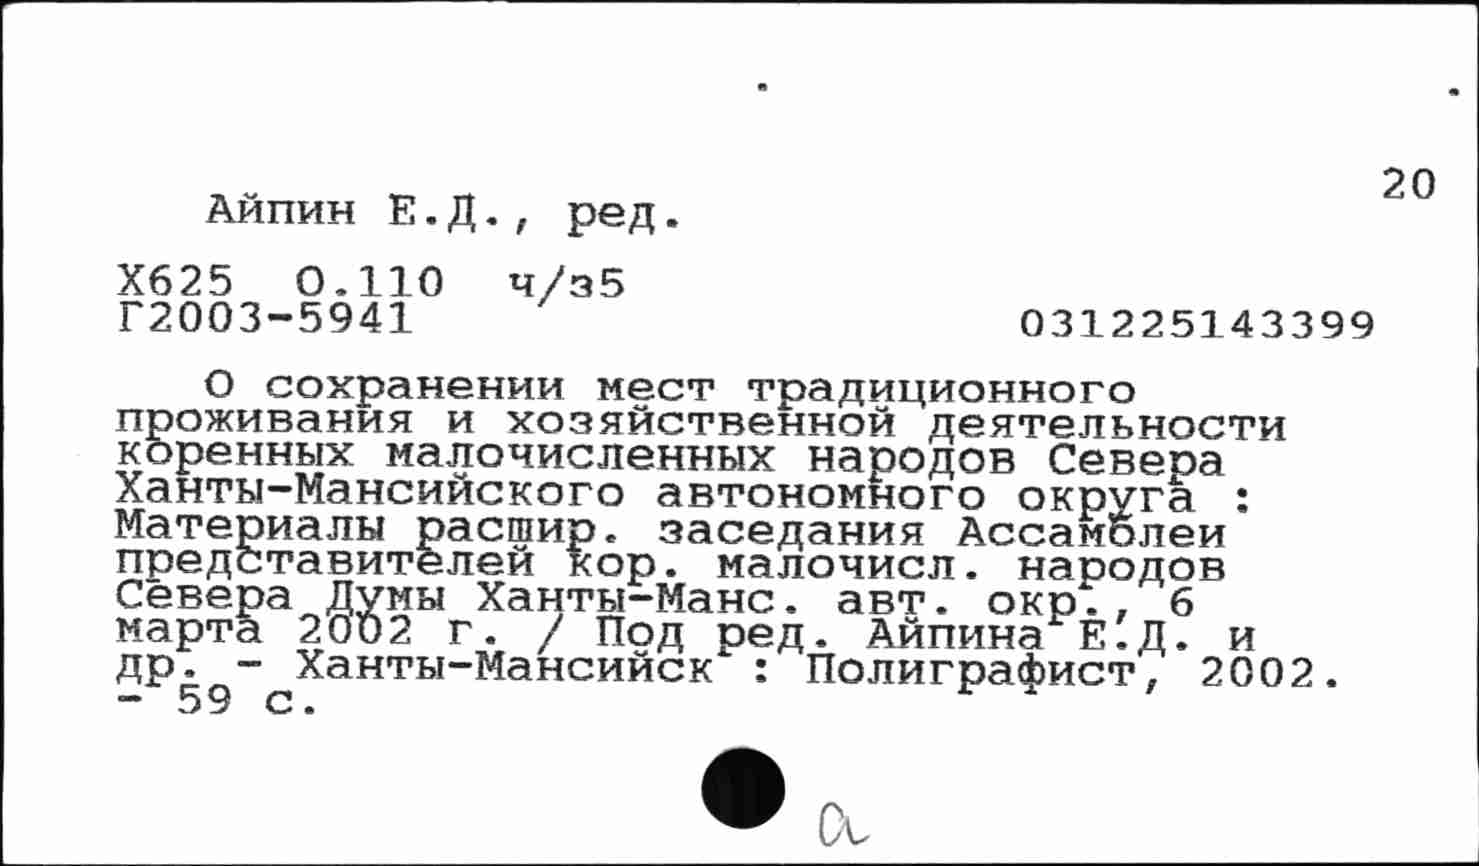 20
Айпин Е.Д., ред.
Х625 О.110 ч/з5
Г2003-5941 031225143399
О сохранении мест традиционного
проживания и хозяйственной деятельности
коренных малочисленных народов Севера
Ханты-Мансийского автономного округа :
Материалы расшир. заседания Ассамблеи
представителей кор. малочисл. народов
Севера Думы Ханты-Манс. авт. окр., 6
марта 2002 г. / Под ред. Айпина Е.Д. и
др. - Ханты-Мансийск : Полиграфист, 2002.
- 59 с.
а